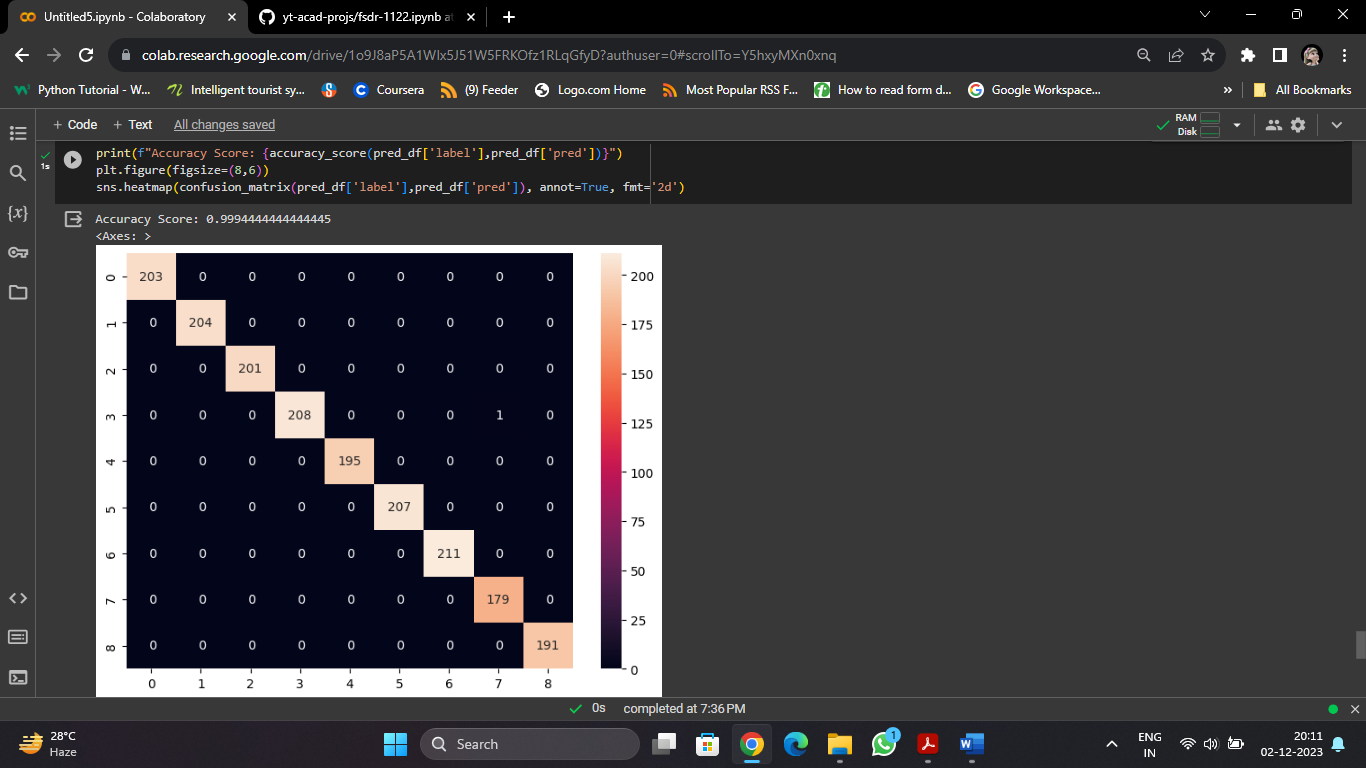 Untitled5.ipynb - Colaboratory
yt-acad-projs/fsdr-1122.ipynb at
colab.research.google.com/drive/1o9J8aP5A1Wlx5J51W5FRKOfz1RLqGfyD?authuser=0#scrollTo=Y5hxyMXn0xnq
Python Tutorial - W...
Intelligent tourist sy...
Coursera
(9) Feeder
Logo.com Home
Most Popular RSS F...
How to read form d...
Google Workspace...
»
All Bookmarks
+ Code + Text All changes saved
RAM
Disk
1s
print(f"Accuracy Score: {accuracy_score(pred_df['label'],pred_df['pred'])}")
plt.figure(figsize=(8,6))
sns.heatmap(confusion_matrix(pred_df['label'],pred_df['pred']), annot=True, fmt='2d')
Accuracy Score: 0.9994444444444445
<Axes: >
0 203 0 0 0 0 0 0 0 0
1 0 204 0 0 0 0 0 0 0
2 0 0 201 0 0 0 0 0 0
3 0 0 0 208 0 0 0 1 0
4 0 0 0 0 195 0 0 0 0
5 0 0 0 0 0 207 0 0 0
6 0 0 0 0 0 0 211 0 0
7 0 0 0 0 0 0 0 179 0
8 0 0 0 0 0 0 0 0 191
0 1 2 3 4 5 6 7 8
200
175
150
125
100
75
50
25
0
{x}
0s completed at 7:36 PM
28°C
Haze
Search
1
ENG
IN
20:11
02-12-2023